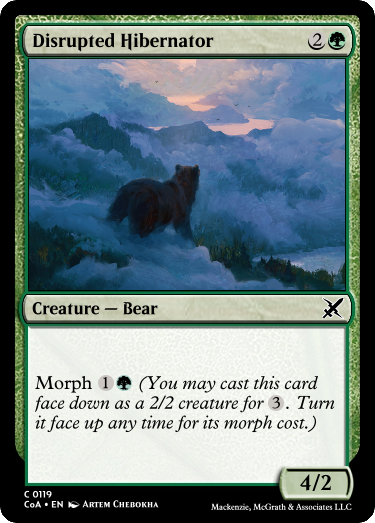 Disrupted Hibernator 2
Creature — Bear
Morph 1 (You may cast this card
face down as a 2/2 creature for 3. Turn
it face up any time for its morph cost.)
4/2
C 0119
CoA • EN Artem Chebokha
Mackenzie, McGrath & Associates LLC